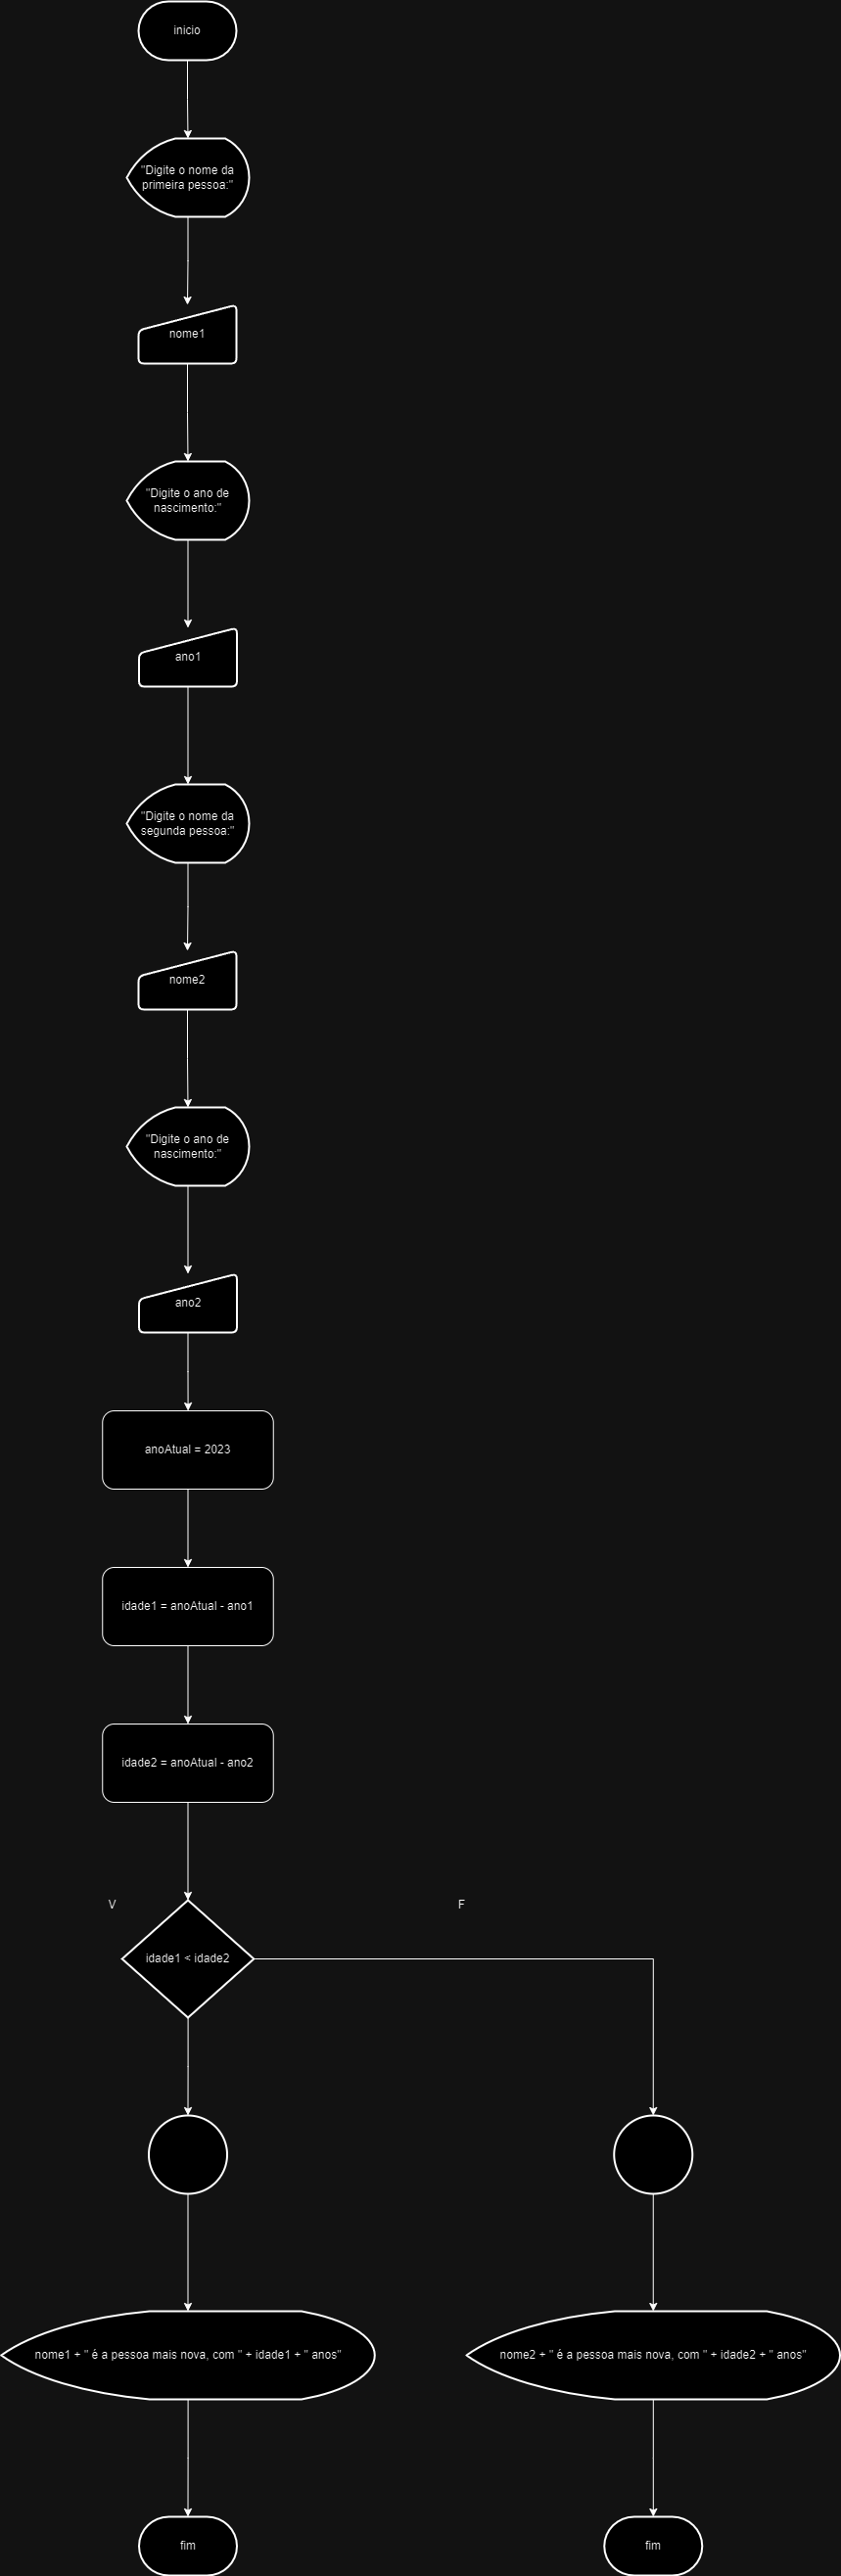 inicio
"Digite o nome da
primeira pessoa:"
nome1
"Digite o ano de
nascimento:"
ano1
"Digite o nome da
segunda pessoa:"
nome2
"Digite o ano de
nascimento:"
ano2
anoAtual = 2023
idade1 = anoAtual - ano1
idade2 = anoAtual - ano2
V
F
idade1 < idade2
nome1 + " é a pessoa mais nova, com " + idade1 + " anos"
nome2 + " é a pessoa mais nova, com " + idade2 + " anos"
fim
fim